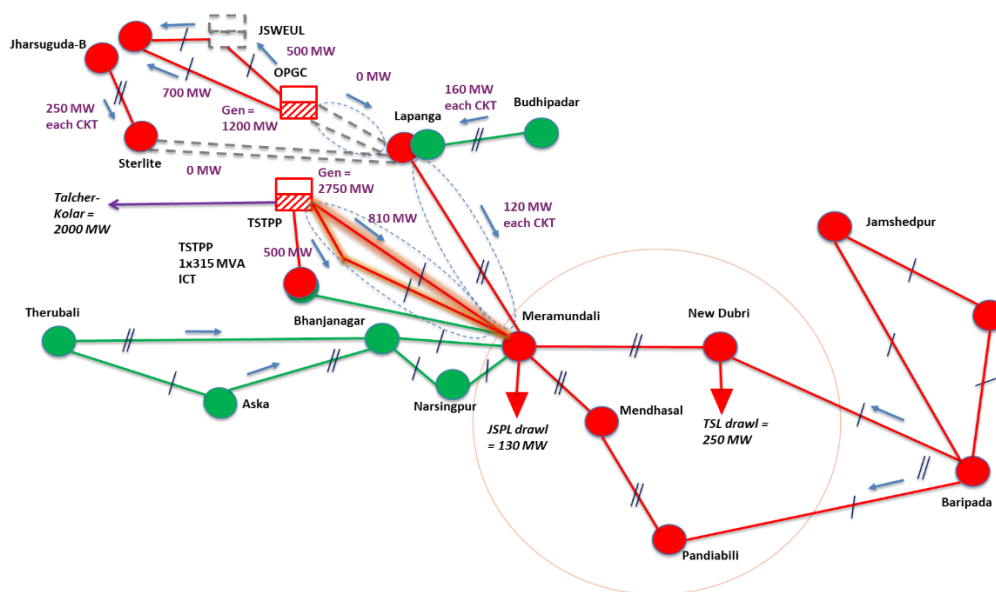 JSWEUL
Jharsuguda-B
500 MW
OPGC
0 MW
700 MW
160 MW
each CKT
Budhipadar
250 MW
each CKT
Gen =
1200 MW
Lapanga
Sterlite
0 MW
Gen =
2750 MW
Talcher-
Kolar =
2000 MW
TSTPP
810 MW
120 MW
each CKT
Jamshedpur
TSTPP
1x315 MVA
ICT
500 MW
Therubali
Bhanjanagar
Meramundali
New Dubri
Aska
Narsingpur
JSPL drawl
= 130 MW
Mendhasal
TSL drawl =
250 MW
Baripada
Pandiabili